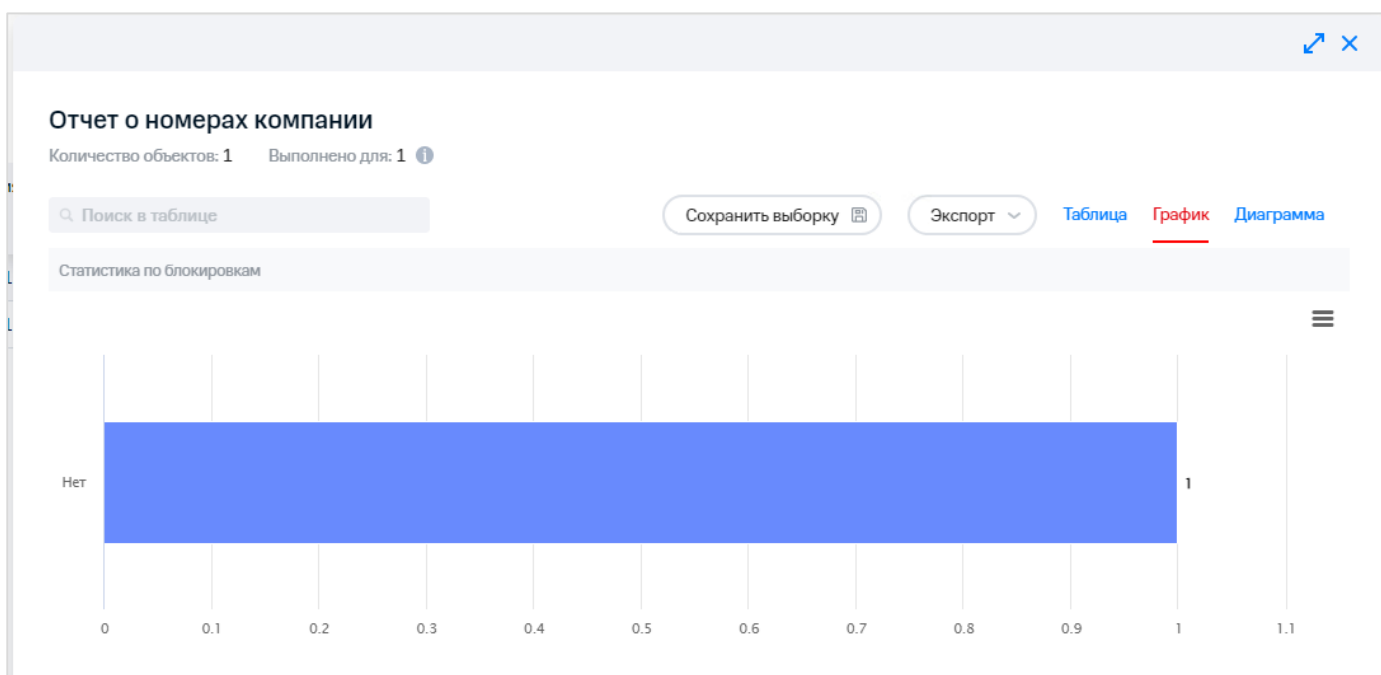 Отчет о номерах компании
Количество объектов: 1 Выполнено для: 1
Поиск в таблице Сохранить выборку Экспорт Таблица График Диаграмма
Статистика по блокировкам
Нет 1
0 0.1 0.2 0.3 0.4 0.5 0.6 0.7 0.8 0.9 1 1.1